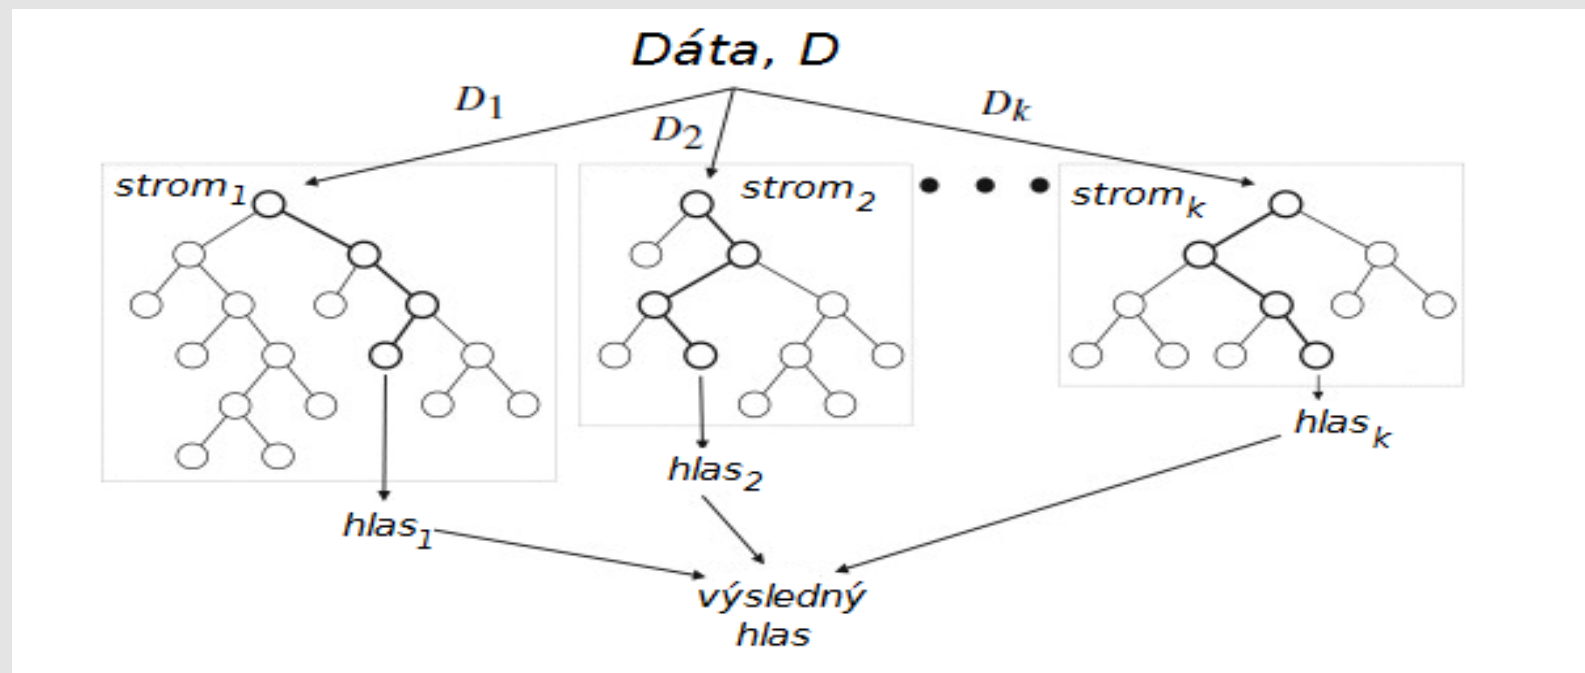 Dáta, D
D1
D2
Dk
strom1
strom2
stromk
hlask
hlas2
hlas1
výsledný
hlas